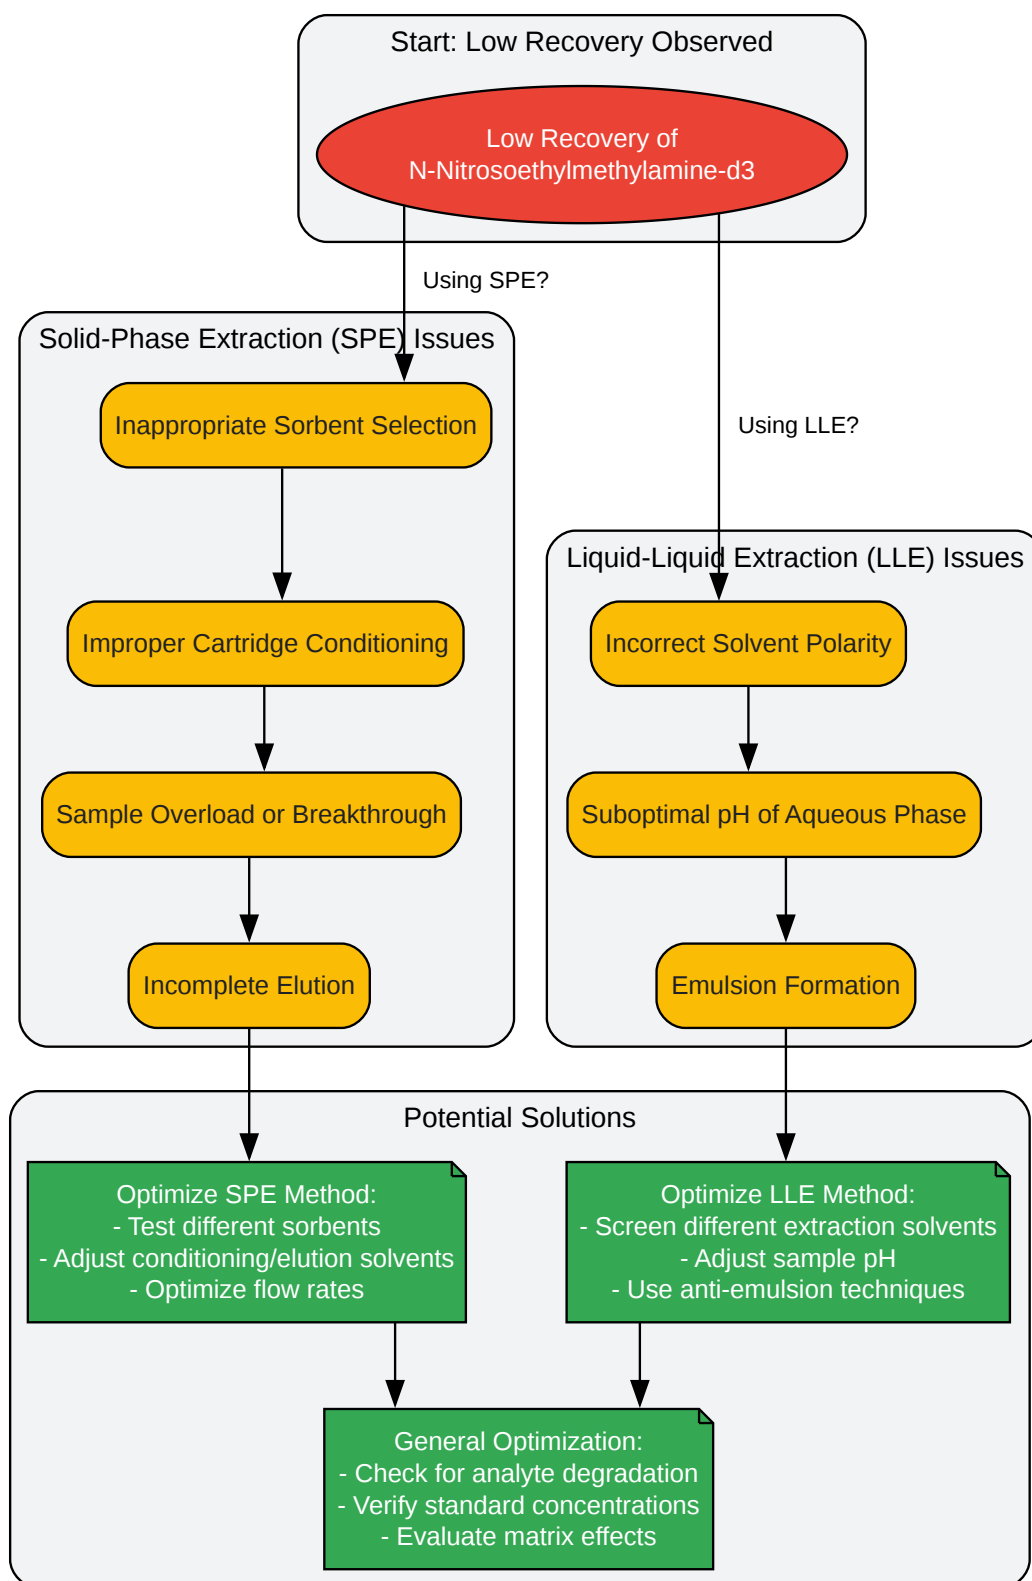 Start: Low Recovery Observed
Low Recovery of
N-Nitrosoethylmethylamine-d3
Using SPE?
Solid-Phase Extraction (SPE) Issues
Inappropriate Sorbent Selection
Improper Cartridge Conditioning
Sample Overload or Breakthrough
Incomplete Elution
Using LLE?
Liquid-Liquid Extraction (LLE) Issues
Incorrect Solvent Polarity
Suboptimal pH of Aqueous Phase
Emulsion Formation
Potential Solutions
Optimize SPE Method:
- Test different sorbents
- Adjust conditioning/elution solvents
- Optimize flow rates
Optimize LLE Method:
- Screen different extraction solvents
- Adjust sample pH
- Use anti-emulsion techniques
General Optimization:
- Check for analyte degradation
- Verify standard concentrations
- Evaluate matrix effects